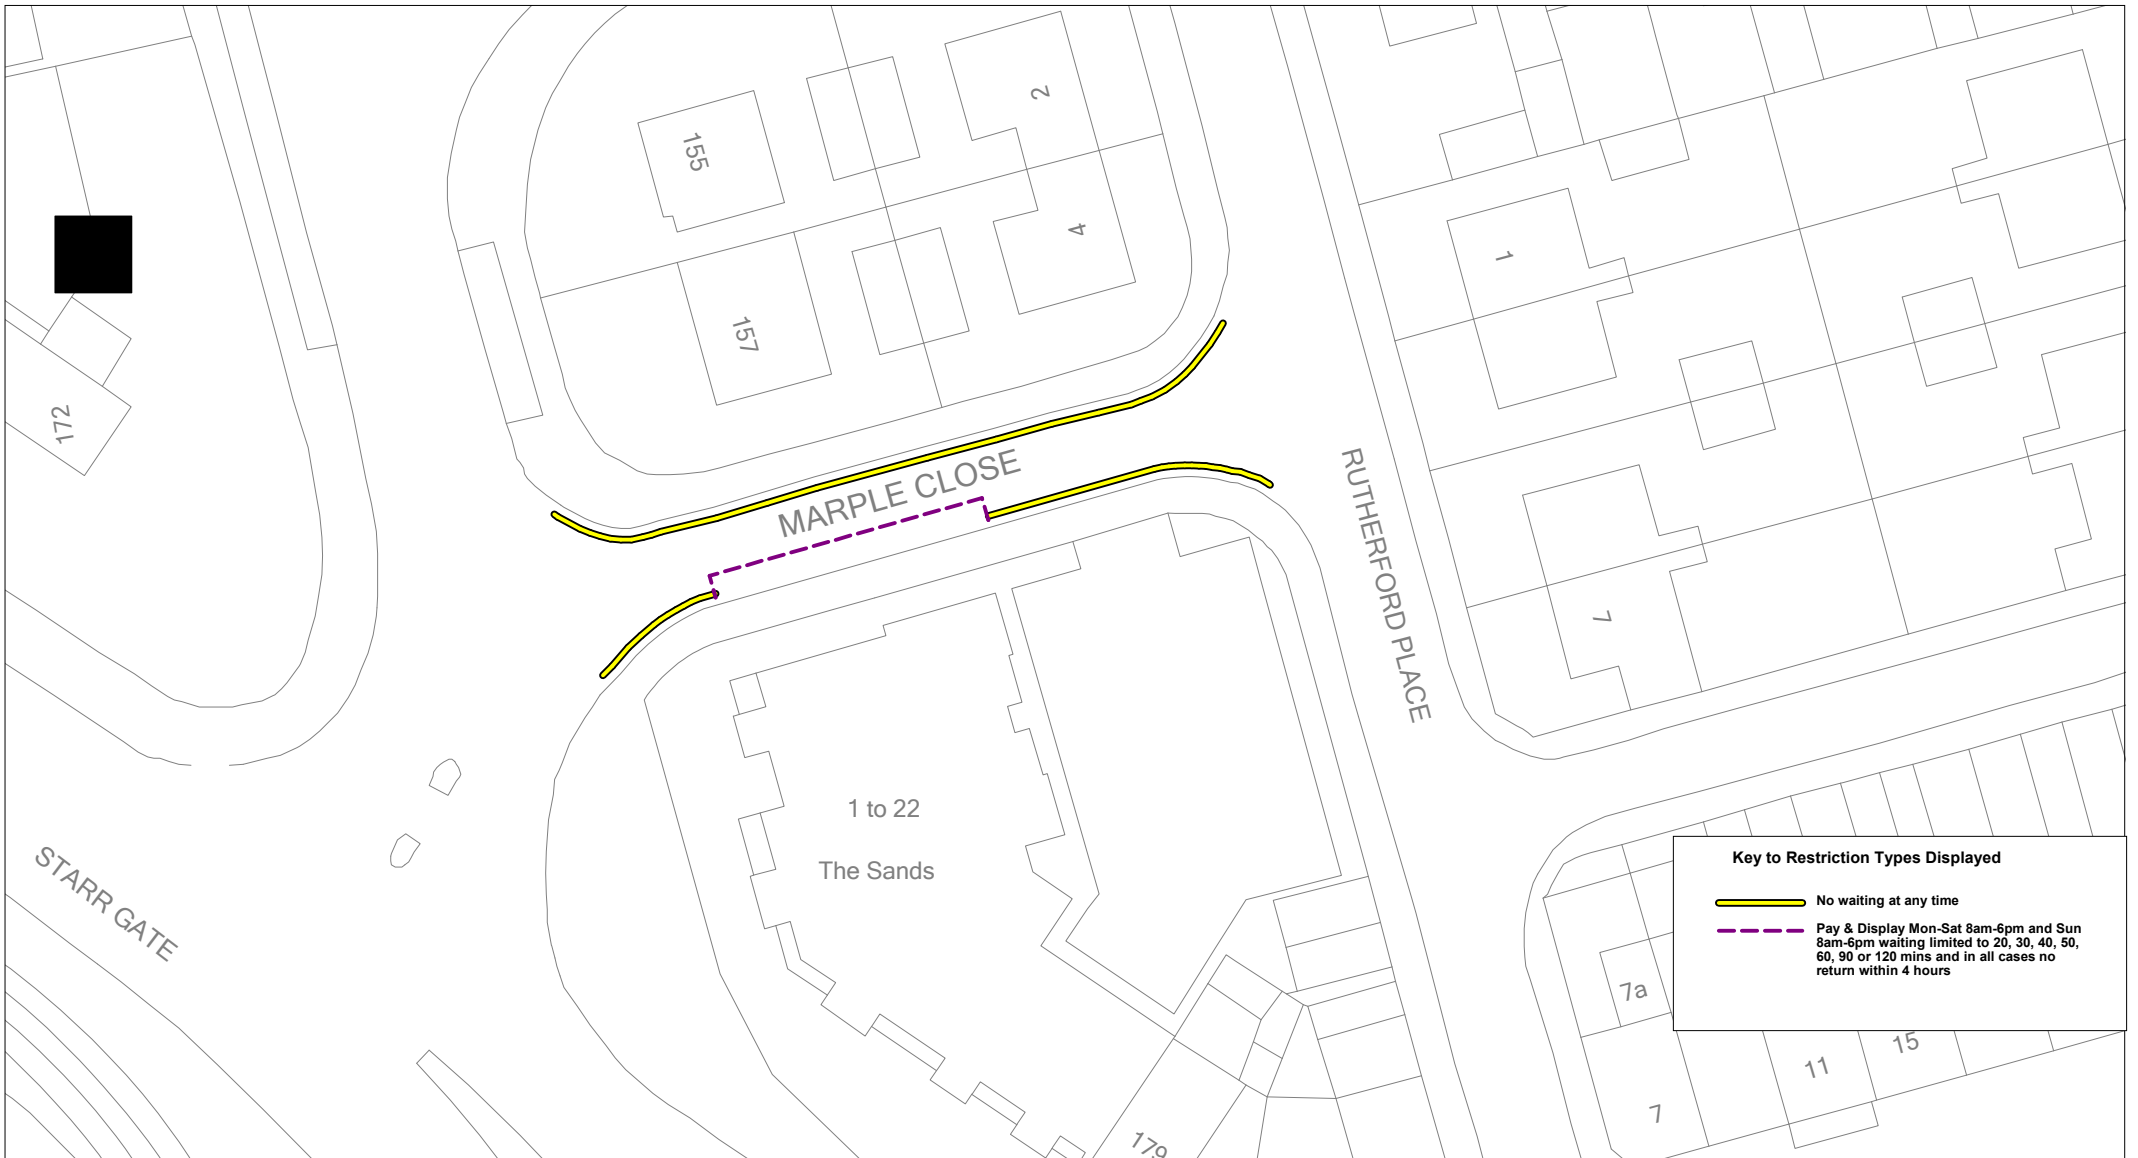 2
155
4
1
157
172
MARPLE CLOSE
RUTHERFORD PLACE
7
1 to 22
The Sands
STARR GATE
Key to Restriction Types Displayed
No waiting at any time
Pay & Display Mon-Sat 8am-6pm and Sun
8am-6pm waiting limited to 20, 30, 40, 50,
60, 90 or 120 mins and in all cases no
return within 4 hours
7a
15
11
7
179